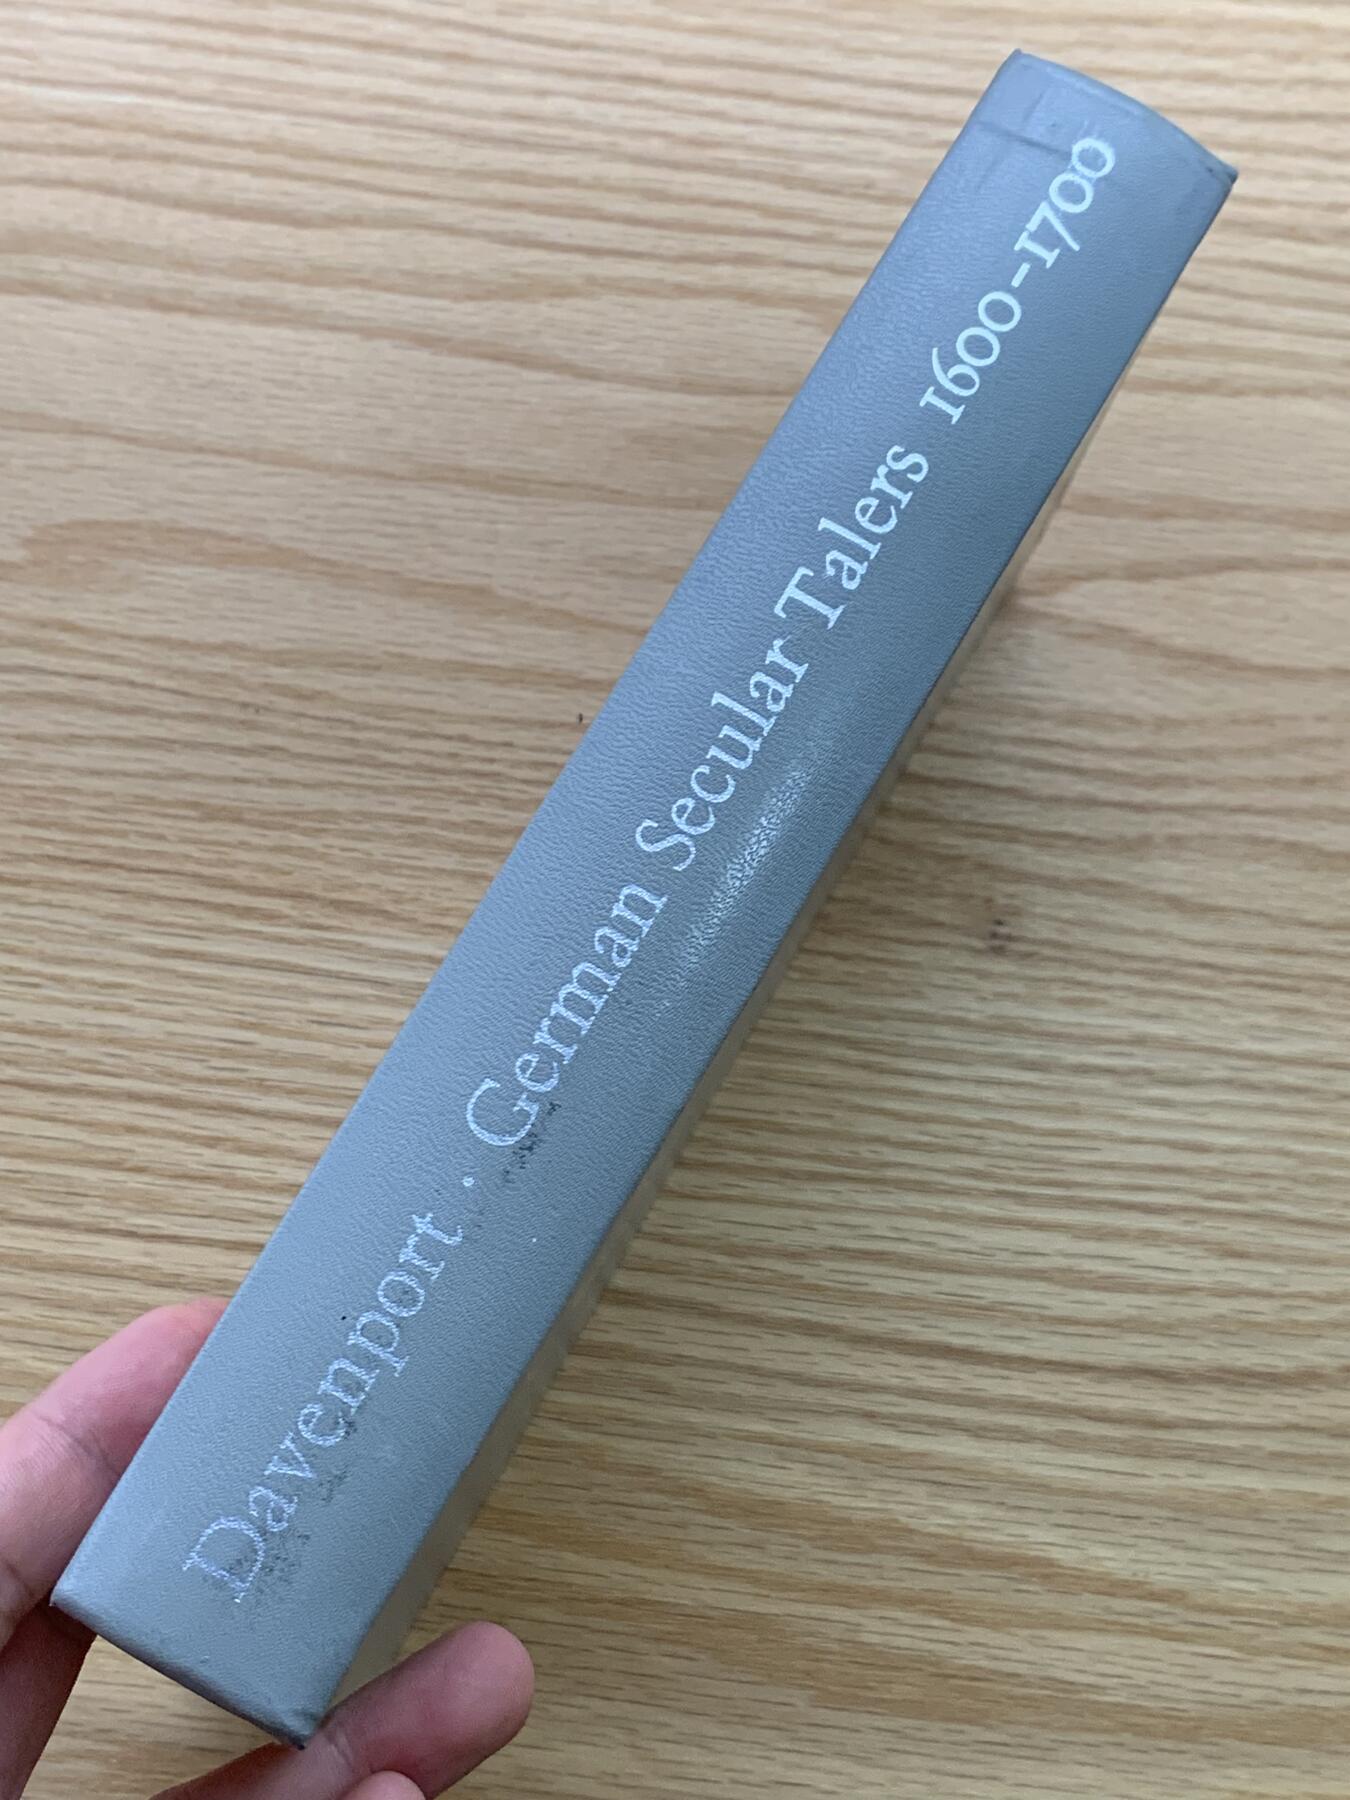 Davenport . German Secular Talers 1600-1700